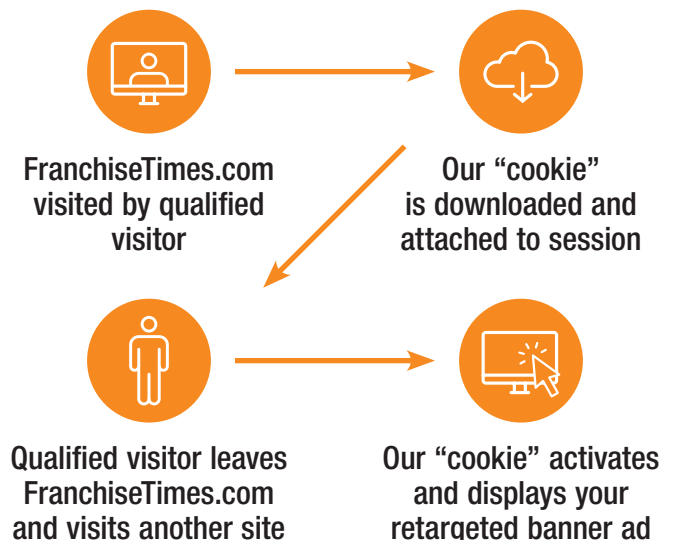 FranchiseTimes.com
visited by qualified
visitor
Our “cookie”
is downloaded and
attached to session
Qualified visitor leaves
FranchiseTimes.com
and visits another site
Our “cookie” activates
and displays your
retargeted banner ad